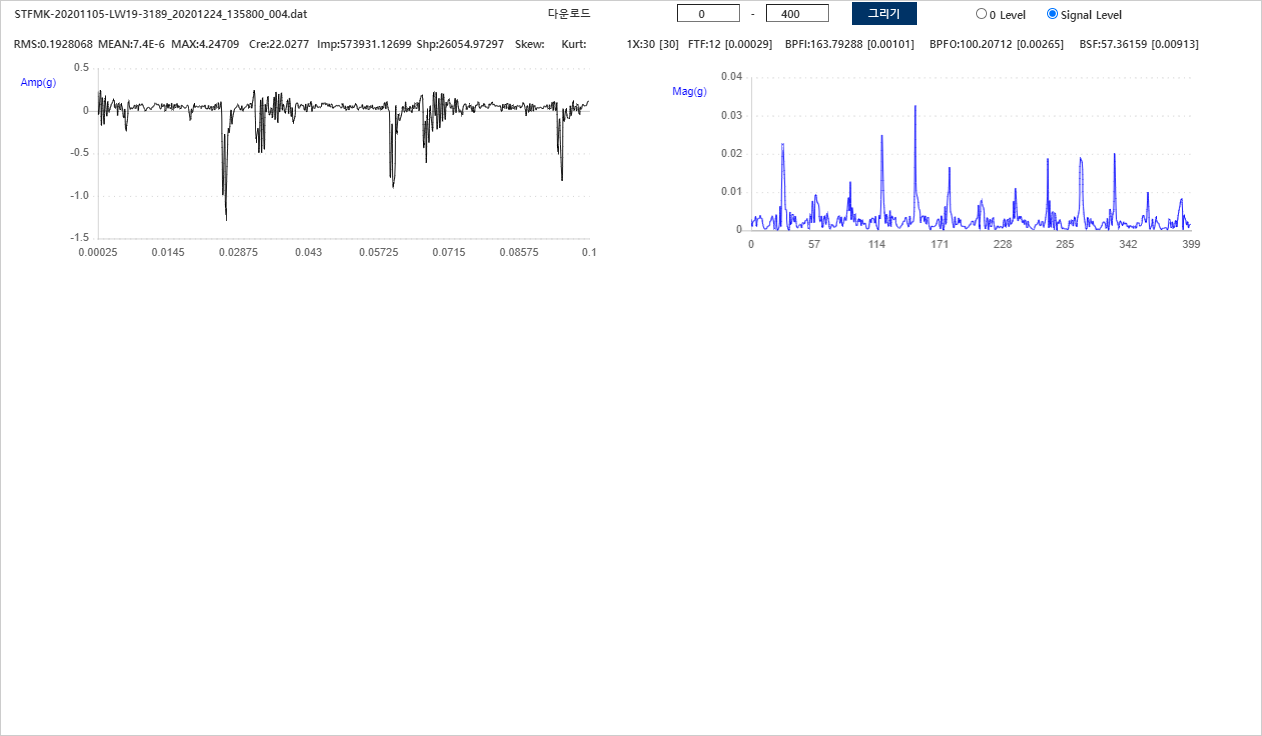 STFMK-20201105-LW19-3189_20201224_135800_004.dat 다운로드 0 - 400 그리기 0 Level Signal Level
RMS:0.1928068 MEAN:7.4E-6 MAX:4.24709 Cre:22.0277 Imp:573931.12699 Shp:26054.97297 Skew: Kurt: 1X:30 [30] FTF:12 [0.00029] BPFI:163.79288 [0.00101] BPFO:100.20712 [0.00265] BSF:57.36159 [0.00913]
Amp(g)
0.5
0
-0.5
-1.0
-1.5
0.00025 0.0145 0.02875 0.043 0.05725 0.0715 0.08575 0.1
Mag(g)
0.04
0.03
0.02
0.01
0
0 57 114 171 228 285 342 399